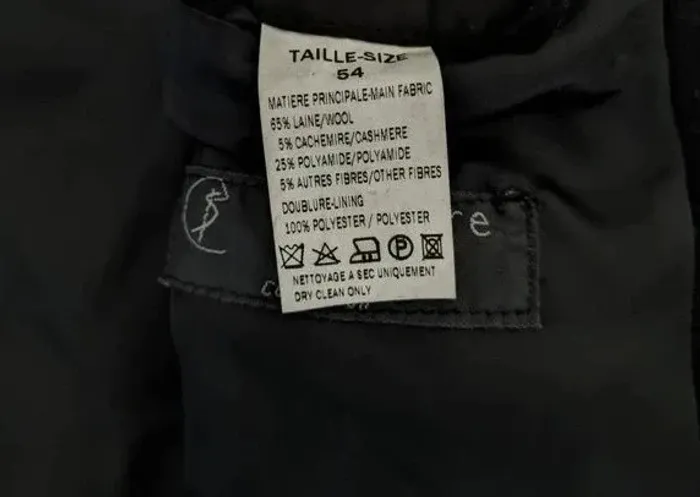 TAILLE-SIZE
54
MATIERE PRINCIPALE-MAIN FABRIC
65% LAINE/WOOL
5% CACHEMIRE/CASHMERE
25% POLYAMIDE/POLYAMIDE
5% AUTRES FIBRES/OTHER FIBRES
DOUBLURE-LINING
100% POLYESTER / POLYESTER
P
NETTOYAGE A SEC UNIQUEMENT
DRY CLEAN ONLY